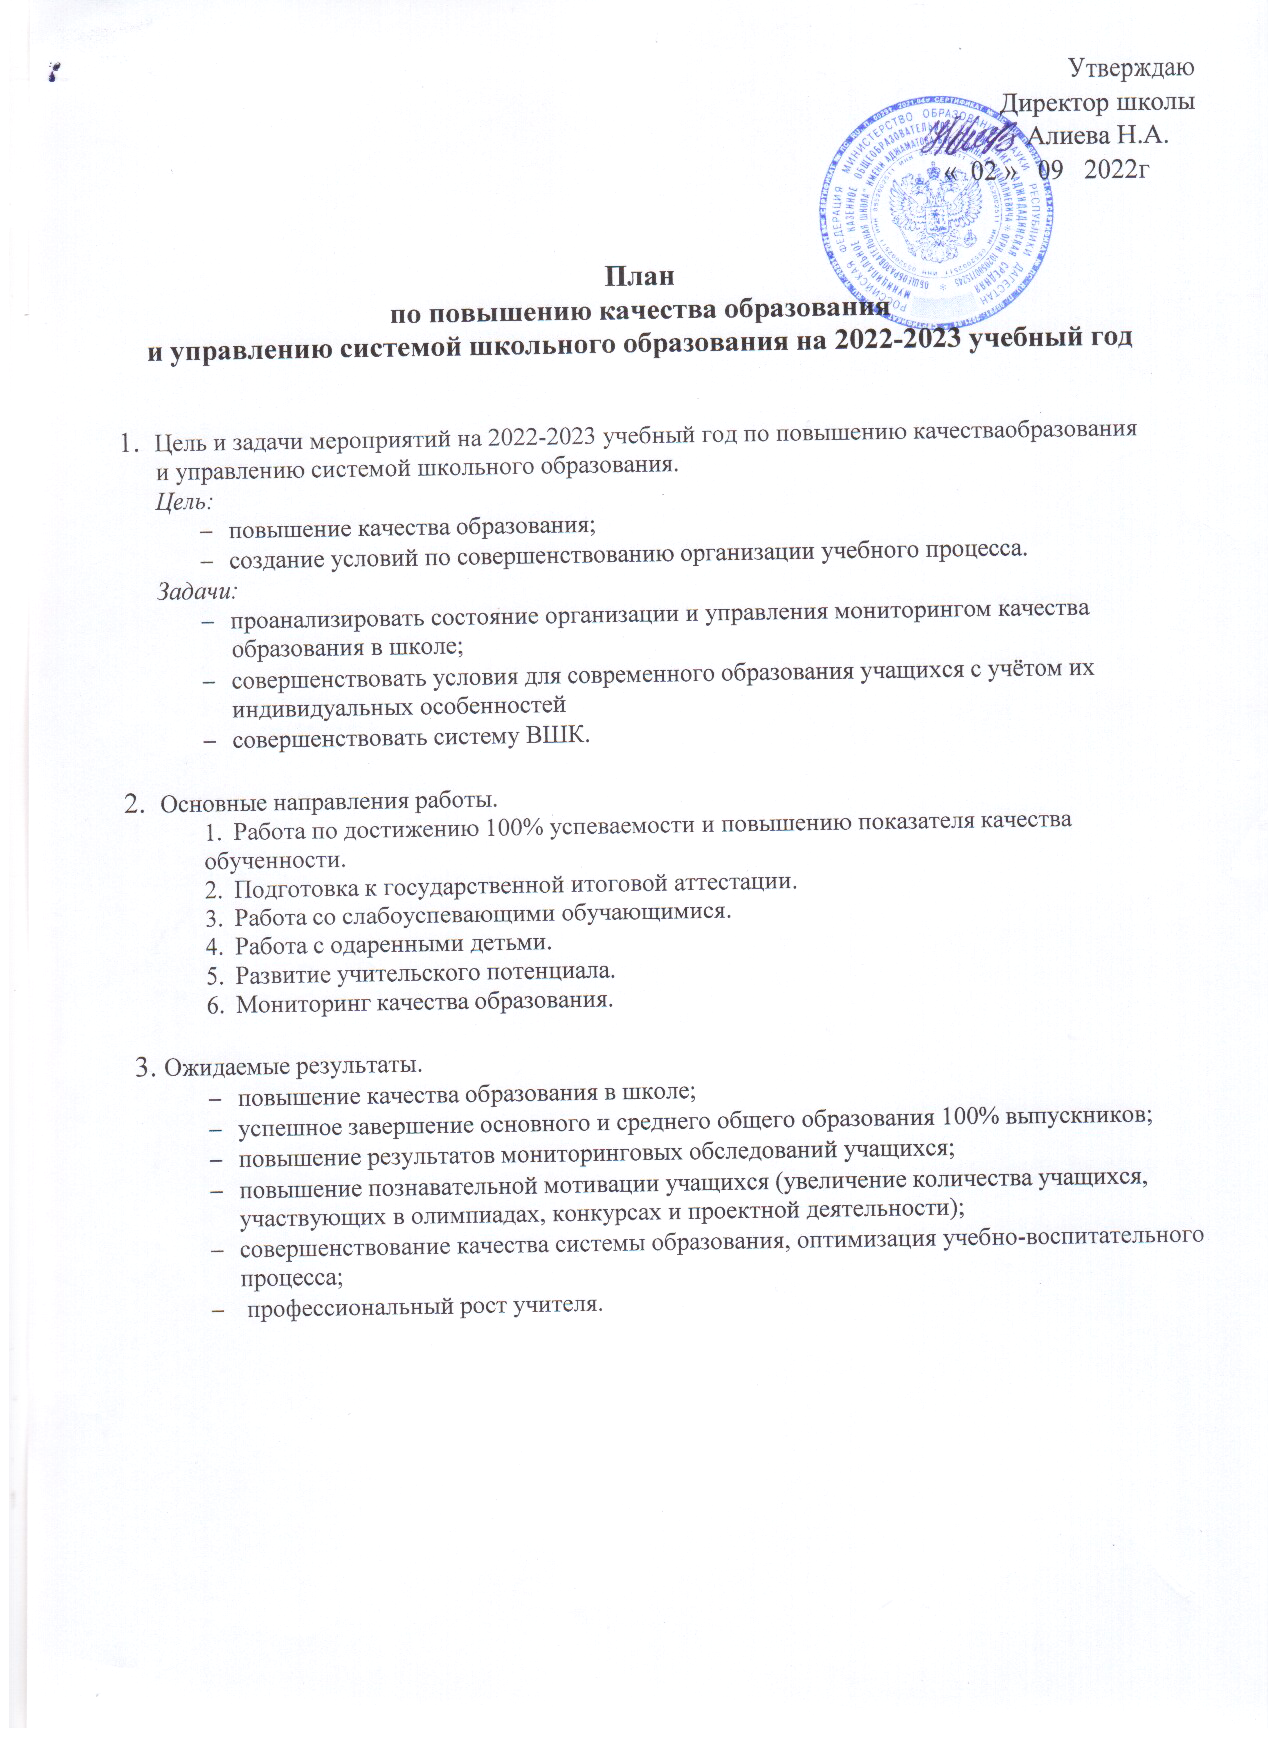 Утверждаю
Директор школы
Алиева Н.А.
« 02 » 09 2022г
План
по повышению качества образования
и управлению системой школьного образования на 2022-2023 учебный год
1. Цель и задачи мероприятий на 2022-2023 учебный год по повышению качестваобразования
и управлению системой школьного образования.
Цель:
– повышение качества образования;
– создание условий по совершенствованию организации учебного процесса.
Задачи:
– проанализировать состояние организации и управления мониторингом качества
образования в школе;
– совершенствовать условия для современного образования учащихся с учётом их
индивидуальных особенностей
– совершенствовать систему ВШК.
2. Основные направления работы.
1. Работа по достижению 100% успеваемости и повышению показателя качества
обученности.
2. Подготовка к государственной итоговой аттестации.
3. Работа со слабоуспевающими обучающимися.
4. Работа с одаренными детьми.
5. Развитие учительского потенциала.
6. Мониторинг качества образования.
3. Ожидаемые результаты.
– повышение качества образования в школе;
– успешное завершение основного и среднего общего образования 100% выпускников;
– повышение результатов мониторинговых обследований учащихся;
– повышение познавательной мотивации учащихся (увеличение количества учащихся,
участвующих в олимпиадах, конкурсах и проектной деятельности);
– совершенствование качества системы образования, оптимизация учебно-воспитательного
процесса;
– профессиональный рост учителя.
РОССИЙСКАЯ ФЕДЕРАЦИЯ МИНИСТЕРСТВО ОБРАЗОВАНИЯ НАУКИ РЕСПУБЛИКИ ДАГЕСТАН